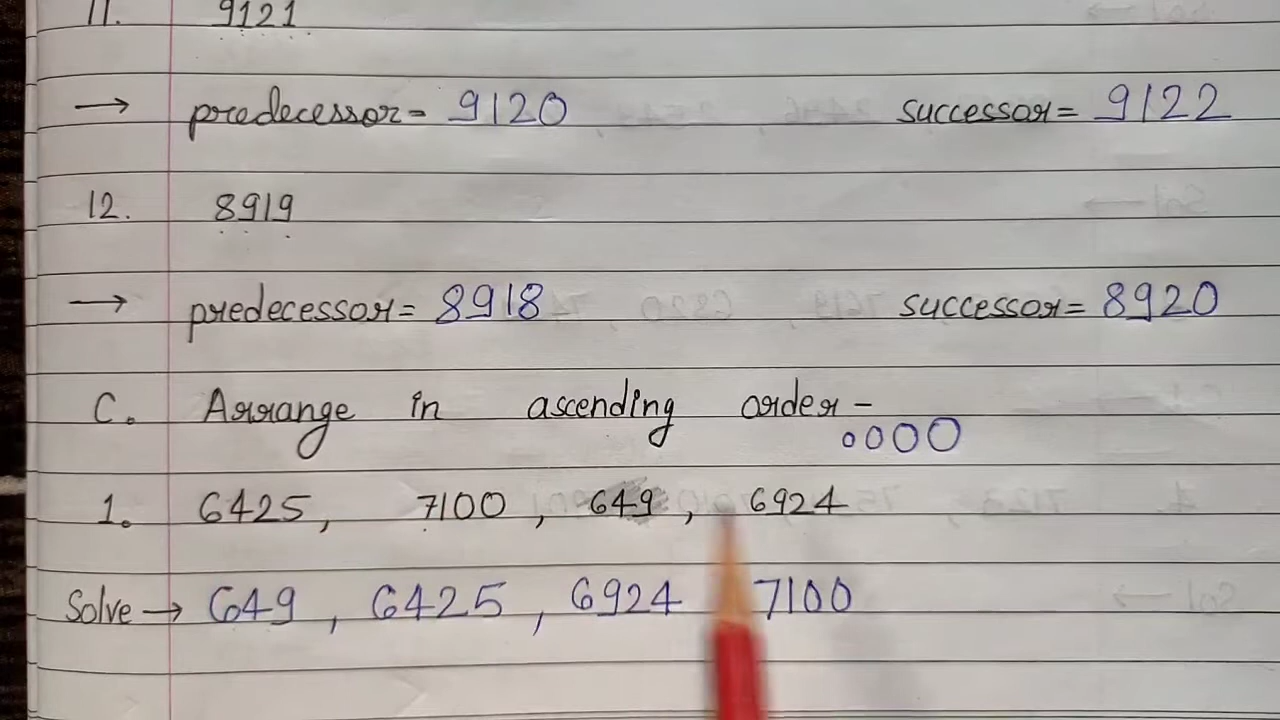 11. 9121
→ predecessor = 9120 successor = 9122
12. 8919
→ predecessor = 8918 successor = 8920
C. Arrange in ascending order -
1. 6425, 7100, 649, 6924
Solve → 649, 6425, 6924 7100